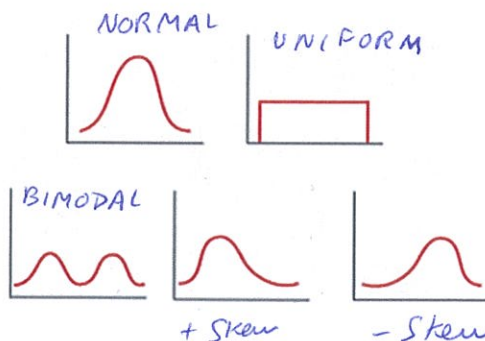 NORMAL
UNIFORM
BIMODAL
+ Skew
- Skew